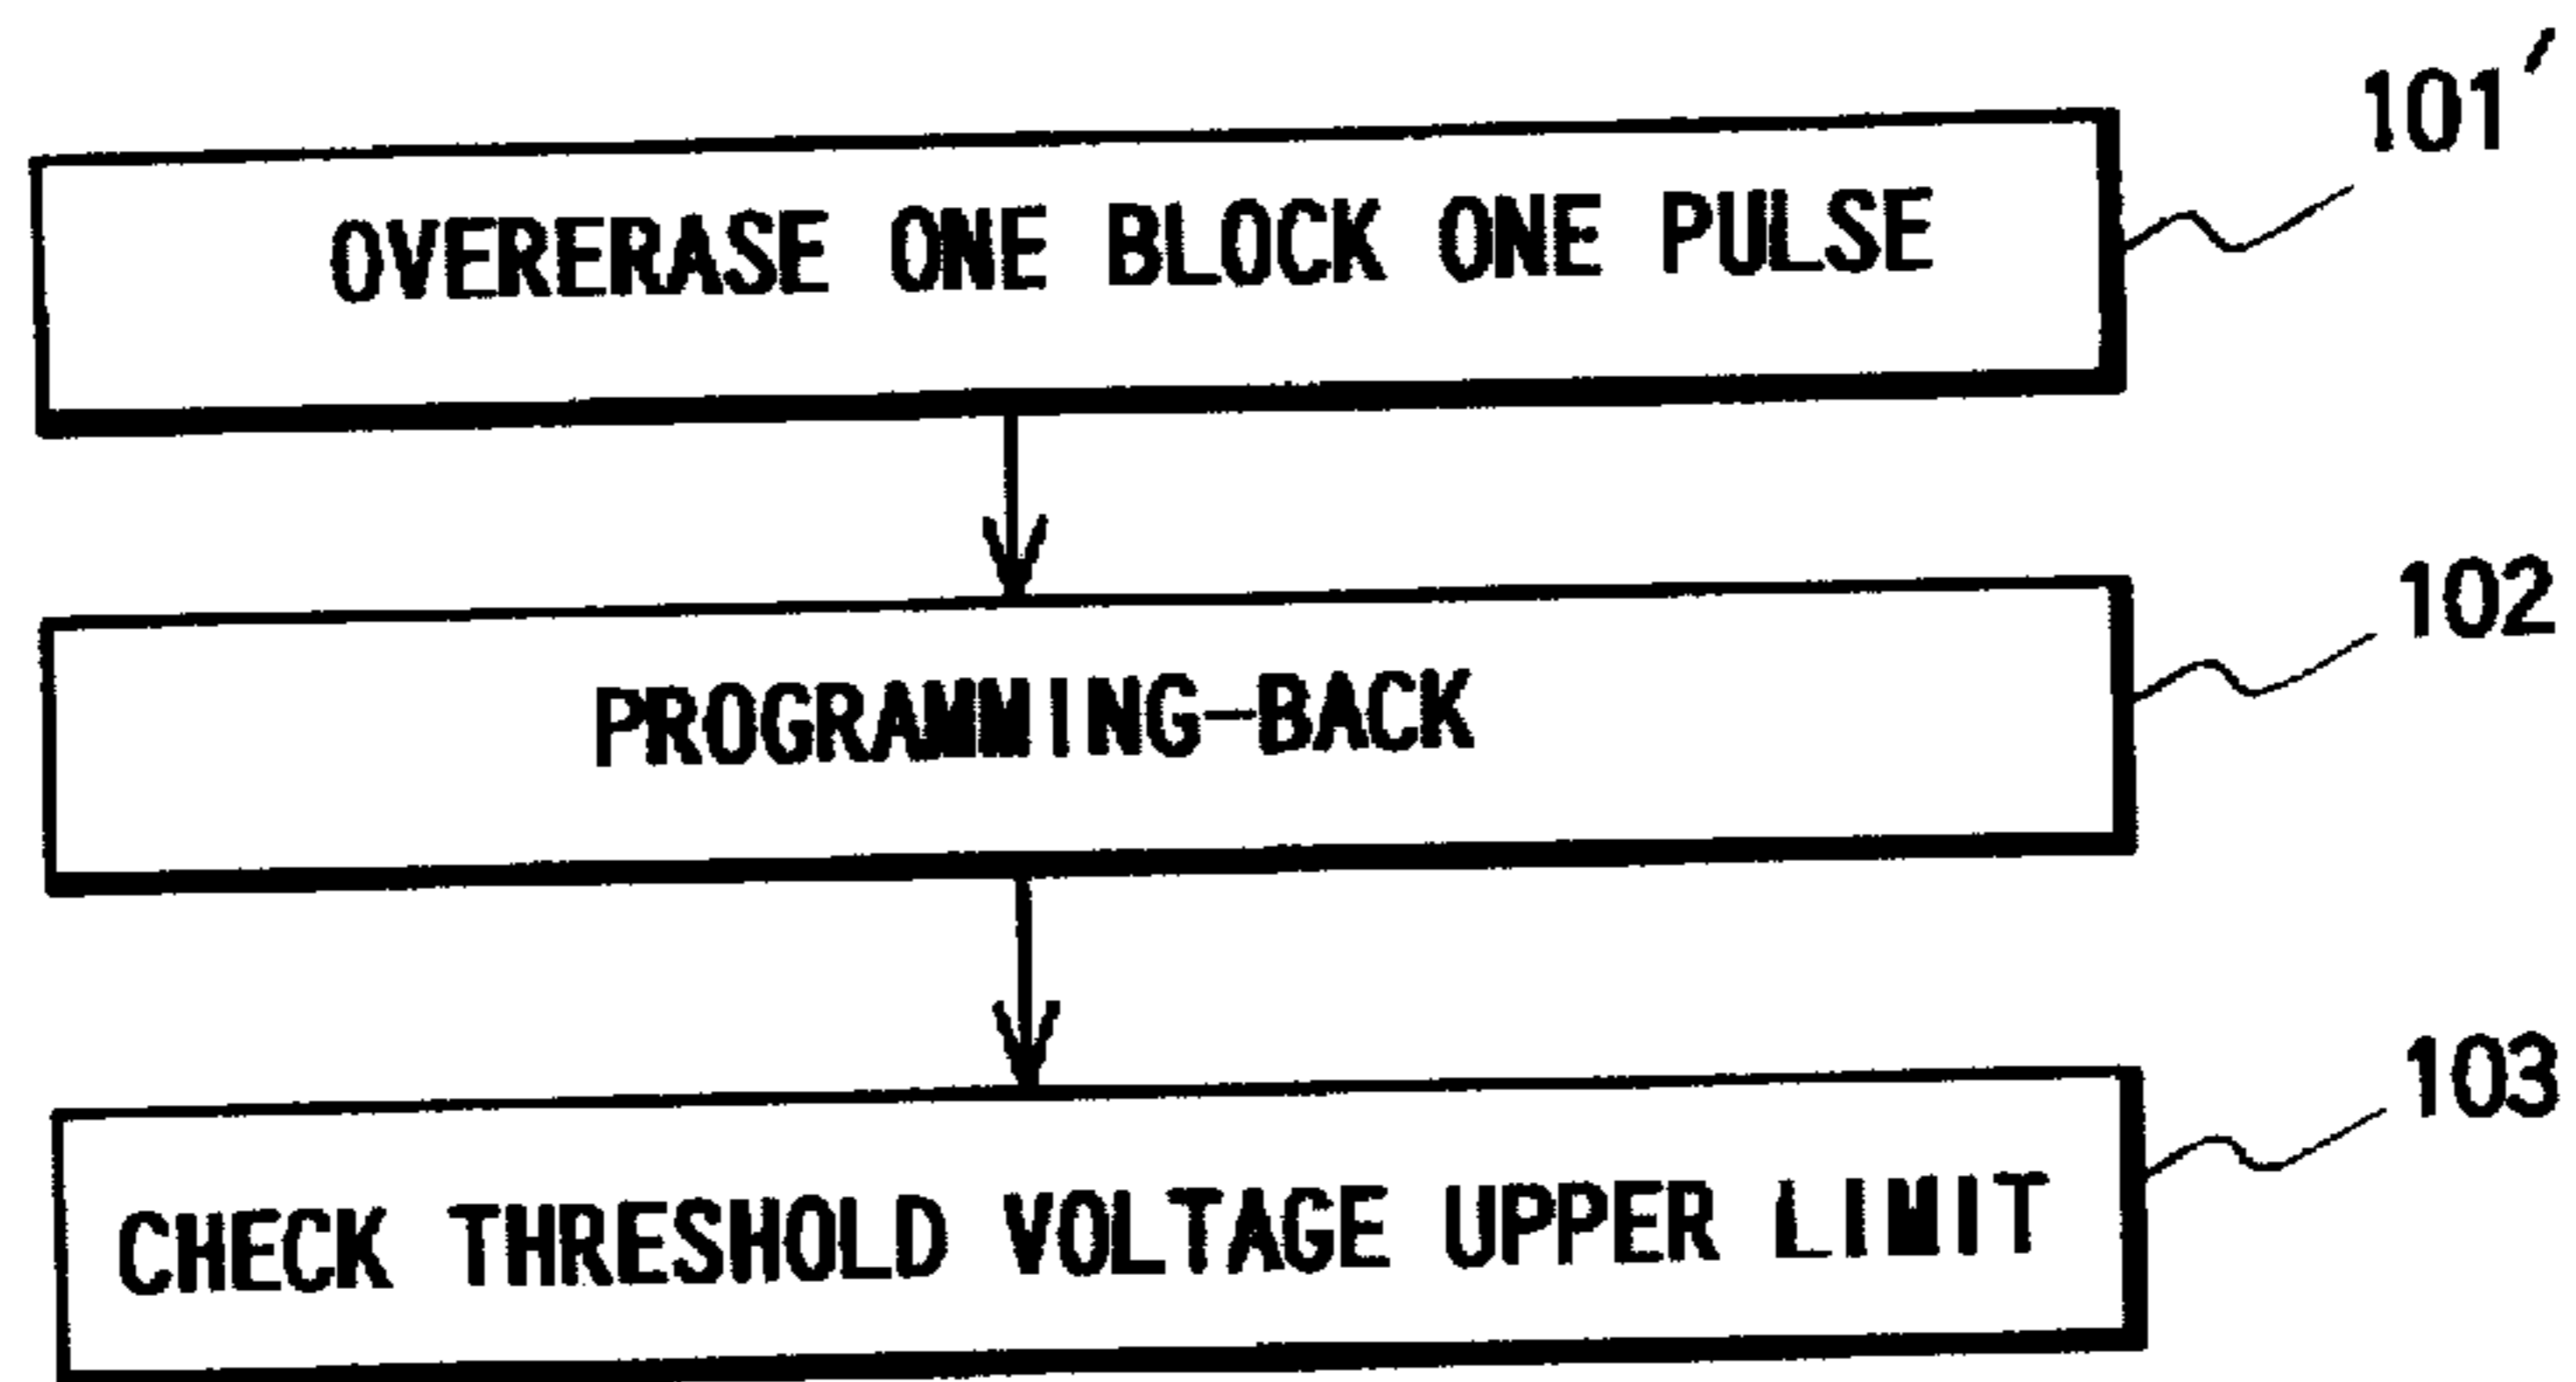 101′
OVERERASE ONE BLOCK ONE PULSE
102
PROGRAMMING-BACK
103
CHECK THRESHOLD VOLTAGE UPPER LIMIT